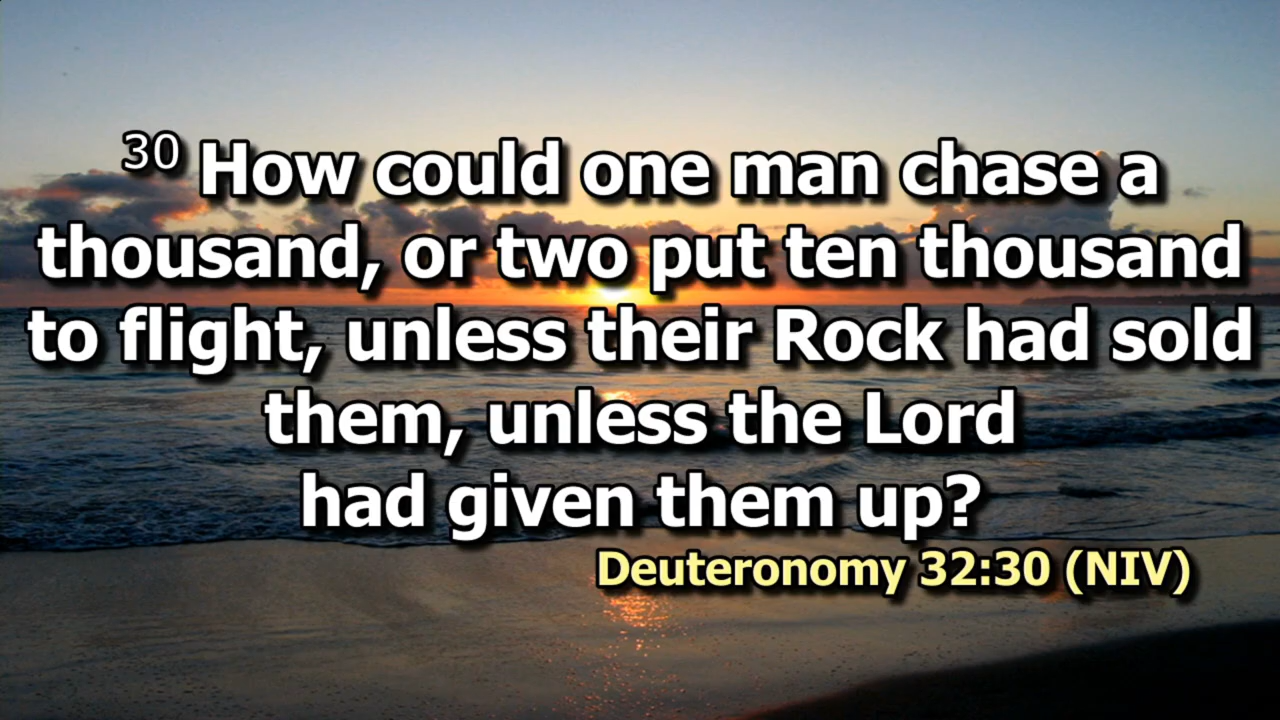 30 How could one man chase a
thousand, or two put ten thousand
to flight, unless their Rock had sold
them, unless the Lord
had given them up?
Deuteronomy 32:30 (NIV)